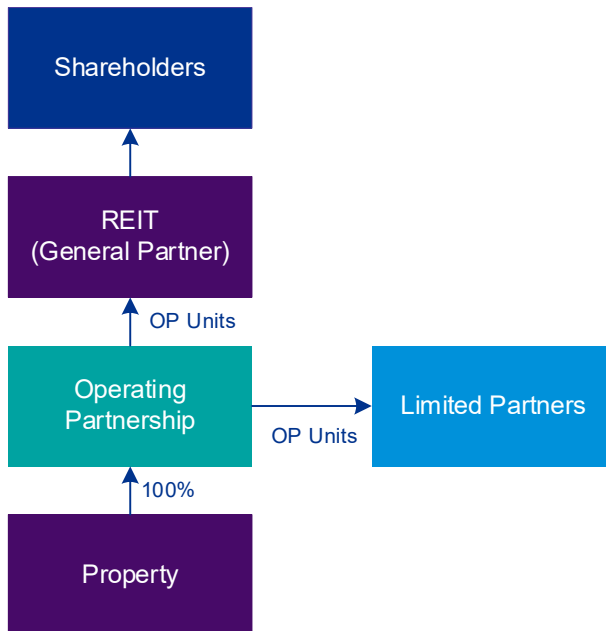 Shareholders
REIT
(General Partner)
OP Units
Operating
Partnership
Limited Partners
OP Units
100%
Property